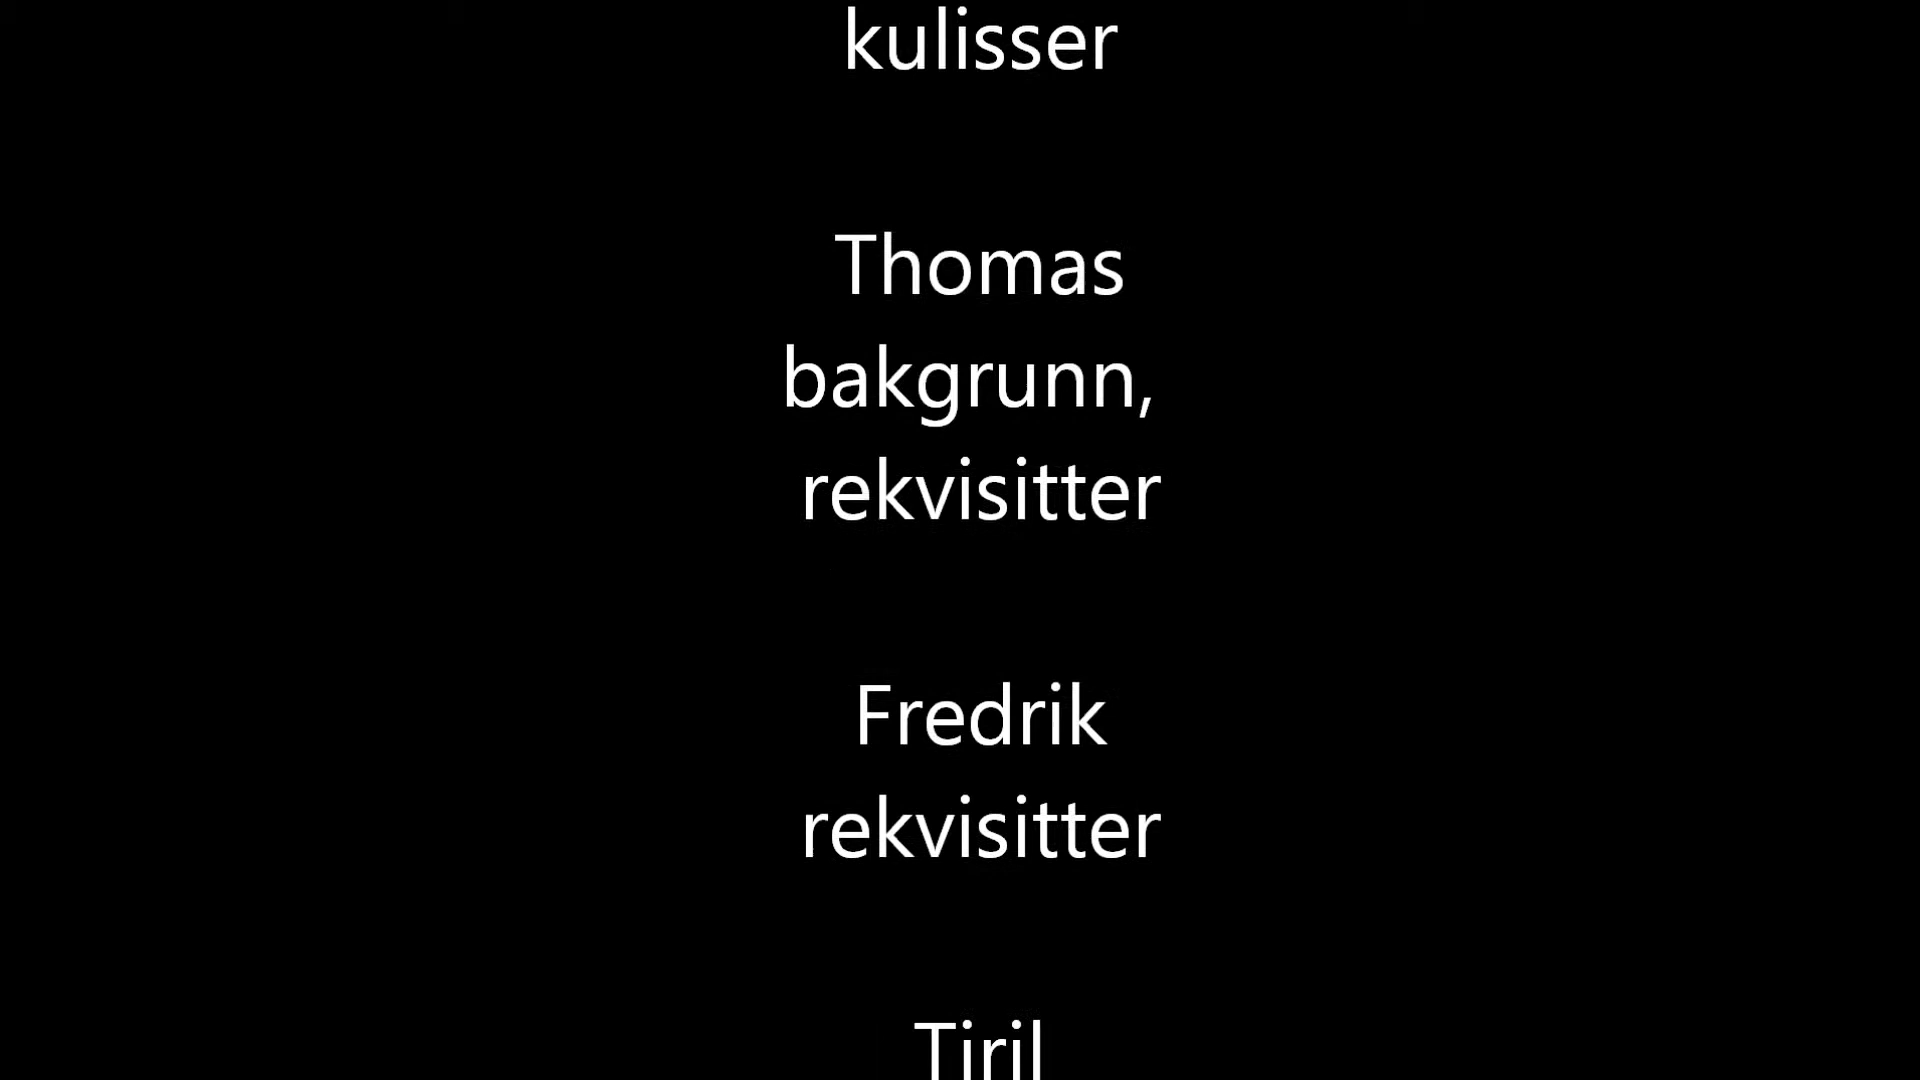 kulisser
Thomas
bakgrunn,
rekvisitter
Fredrik
rekvisitter
Tiril